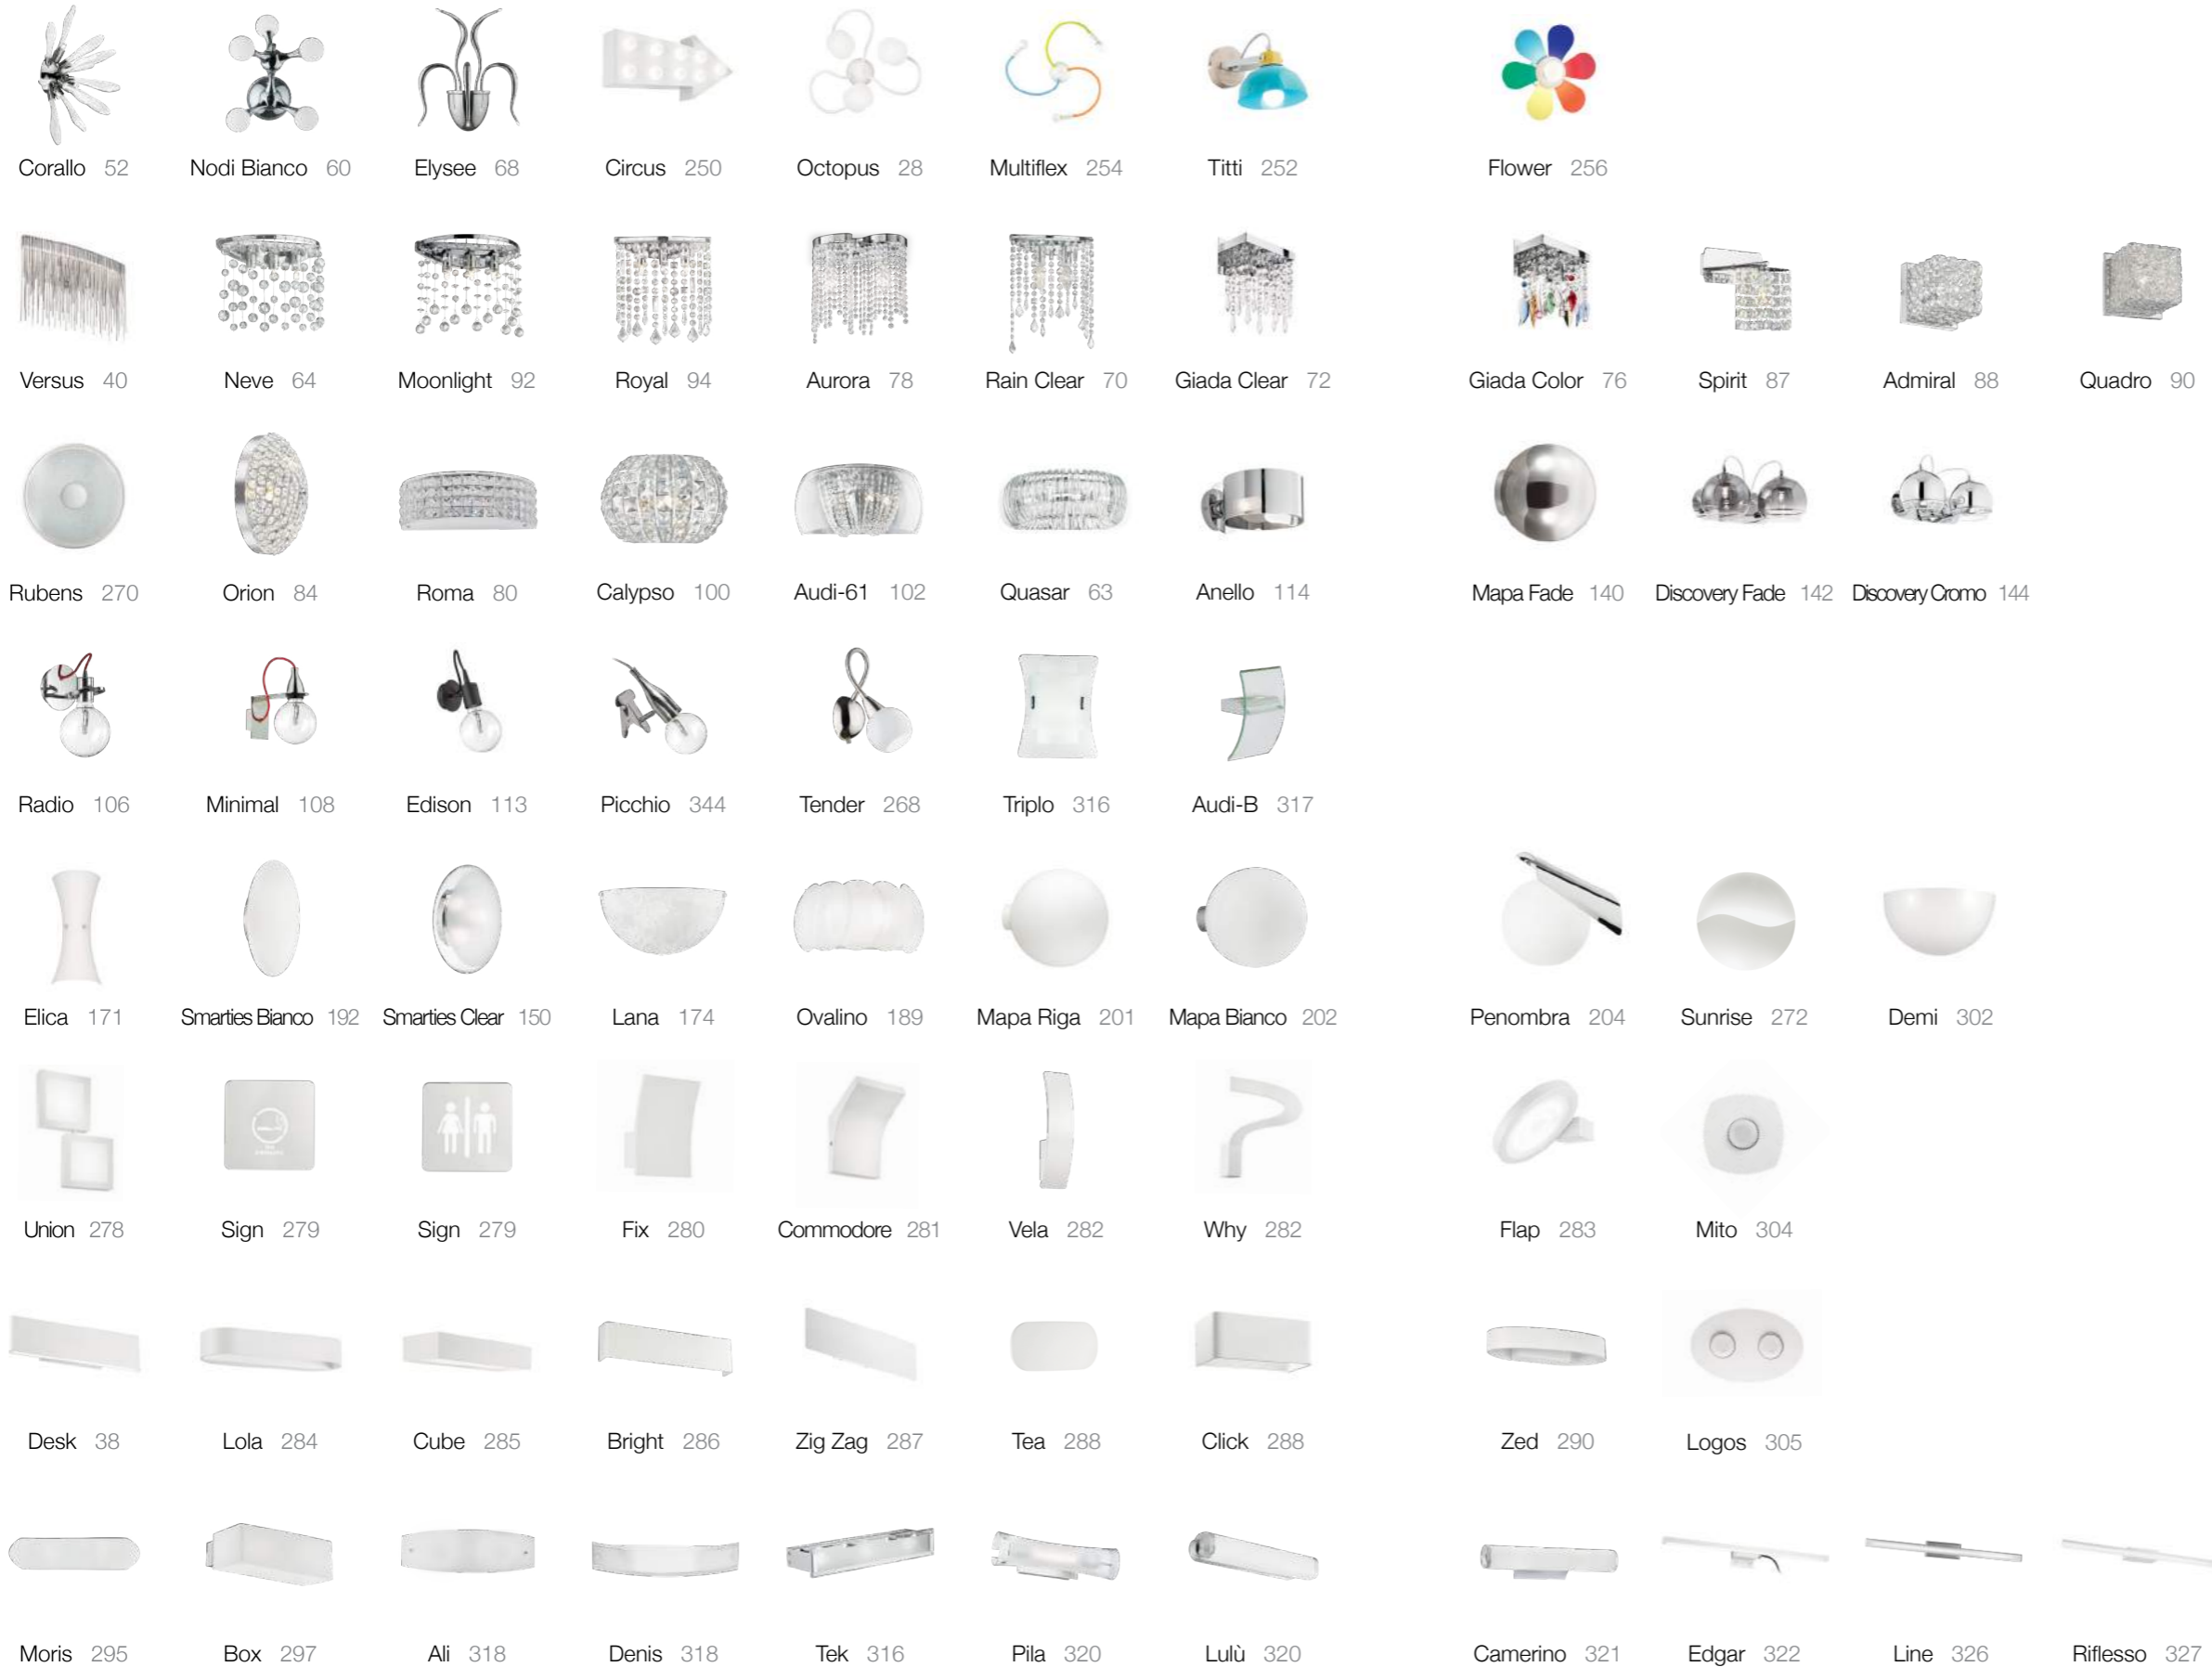 Corallo 52 Nodi Bianco 60 Elysee 68 Circus 250 Octopus 28 Multiflex 254 Titti 252 Flower 256
Versus 40 Neve 64 Moonlight 92 Royal 94 Aurora 78 Rain Clear 70 Giada Clear 72 Giada Color 76 Spirit 87 Admiral 88 Quadro 90
Rubens 270 Orion 84 Roma 80 Calypso 100 Audi-61 102 Quasar 63 Anello 114 Mapa Fade 140 Discovery Fade 142 Discovery Cromo 144
Radio 106 Minimal 108 Edison 113 Picchio 344 Tender 268 Triplo 316 Audi-B 317
Elica 171 Smarties Bianco 192 Smarties Clear 150 Lana 174 Ovalino 189 Mapa Riga 201 Mapa Bianco 202 Penombra 204 Sunrise 272 Demi 302
Union 278 Sign 279 Sign 279 Fix 280 Commodore 281 Vela 282 Why 282 Flap 283 Mito 304
Desk 38 Lola 284 Cube 285 Bright 286 Zig Zag 287 Tea 288 Click 288 Zed 290 Logos 305
Moris 295 Box 297 Ali 318 Denis 318 Tek 316 Pila 320 Lulù 320 Camerino 321 Edgar 322 Line 326 Riflesso 327